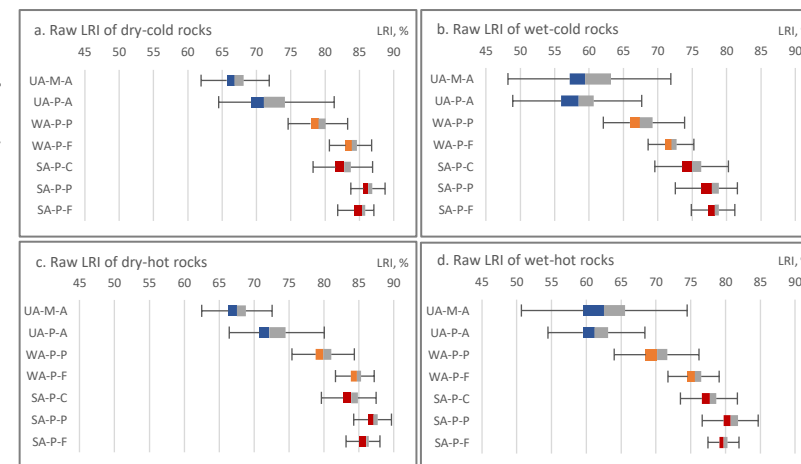 a. Raw LRI of dry-cold rocks LRI, %
45 50 55 60 65 70 75 80 85 90
UA-M-A
UA-P-A
WA-P-P
WA-P-F
SA-P-C
SA-P-P
SA-P-F
b. Raw LRI of wet-cold rocks LRI, %
45 50 55 60 65 70 75 80 85 90
UA-M-A
UA-P-A
WA-P-P
WA-P-F
SA-P-C
SA-P-P
SA-P-F
c. Raw LRI of dry-hot rocks LRI, %
45 50 55 60 65 70 75 80 85 90
UA-M-A
UA-P-A
WA-P-P
WA-P-F
SA-P-C
SA-P-P
SA-P-F
d. Raw LRI of wet-hot rocks LRI,
45 50 55 60 65 70 75 80 85 90
UA-M-A
UA-P-A
WA-P-P
WA-P-F
SA-P-C
SA-P-P
SA-P-F